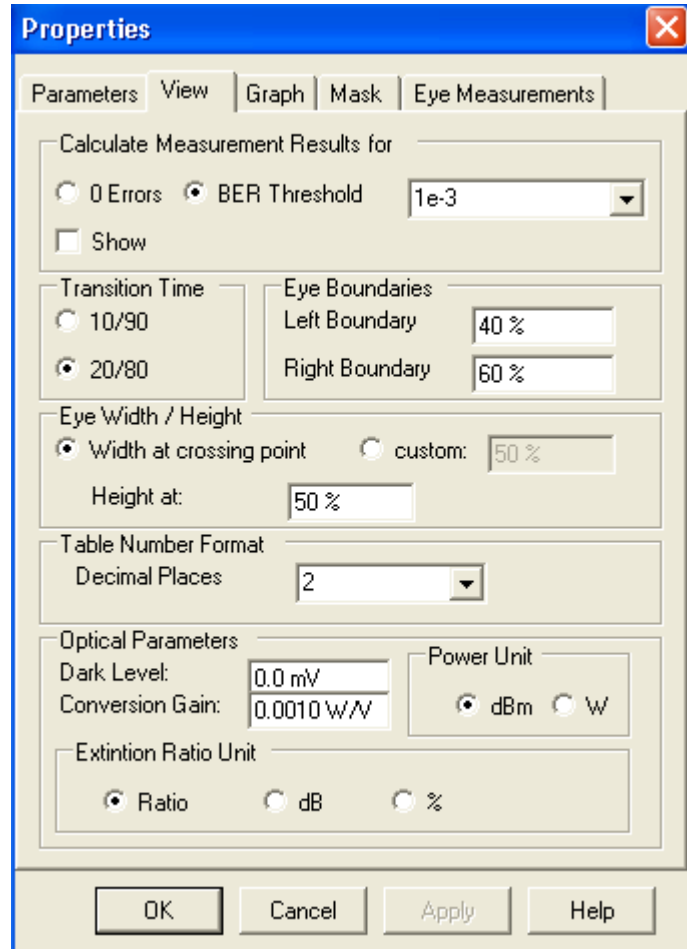 Properties
Parameters View Graph Mask Eye Measurements
Calculate Measurement Results for
0 Errors BER Threshold 1e-3
Show
Transition Time
10/90
20/80
Eye Boundaries
Left Boundary 40 %
Right Boundary 60 %
Eye Width / Height
Width at crossing point custom: 50 %
Height at: 50 %
Table Number Format
Decimal Places 2
Optical Parameters
Dark Level: 0.0 mV
Conversion Gain: 0.0010 W/V
Power Unit
dBm W
Extintion Ratio Unit
Ratio dB %
OK Cancel Apply Help